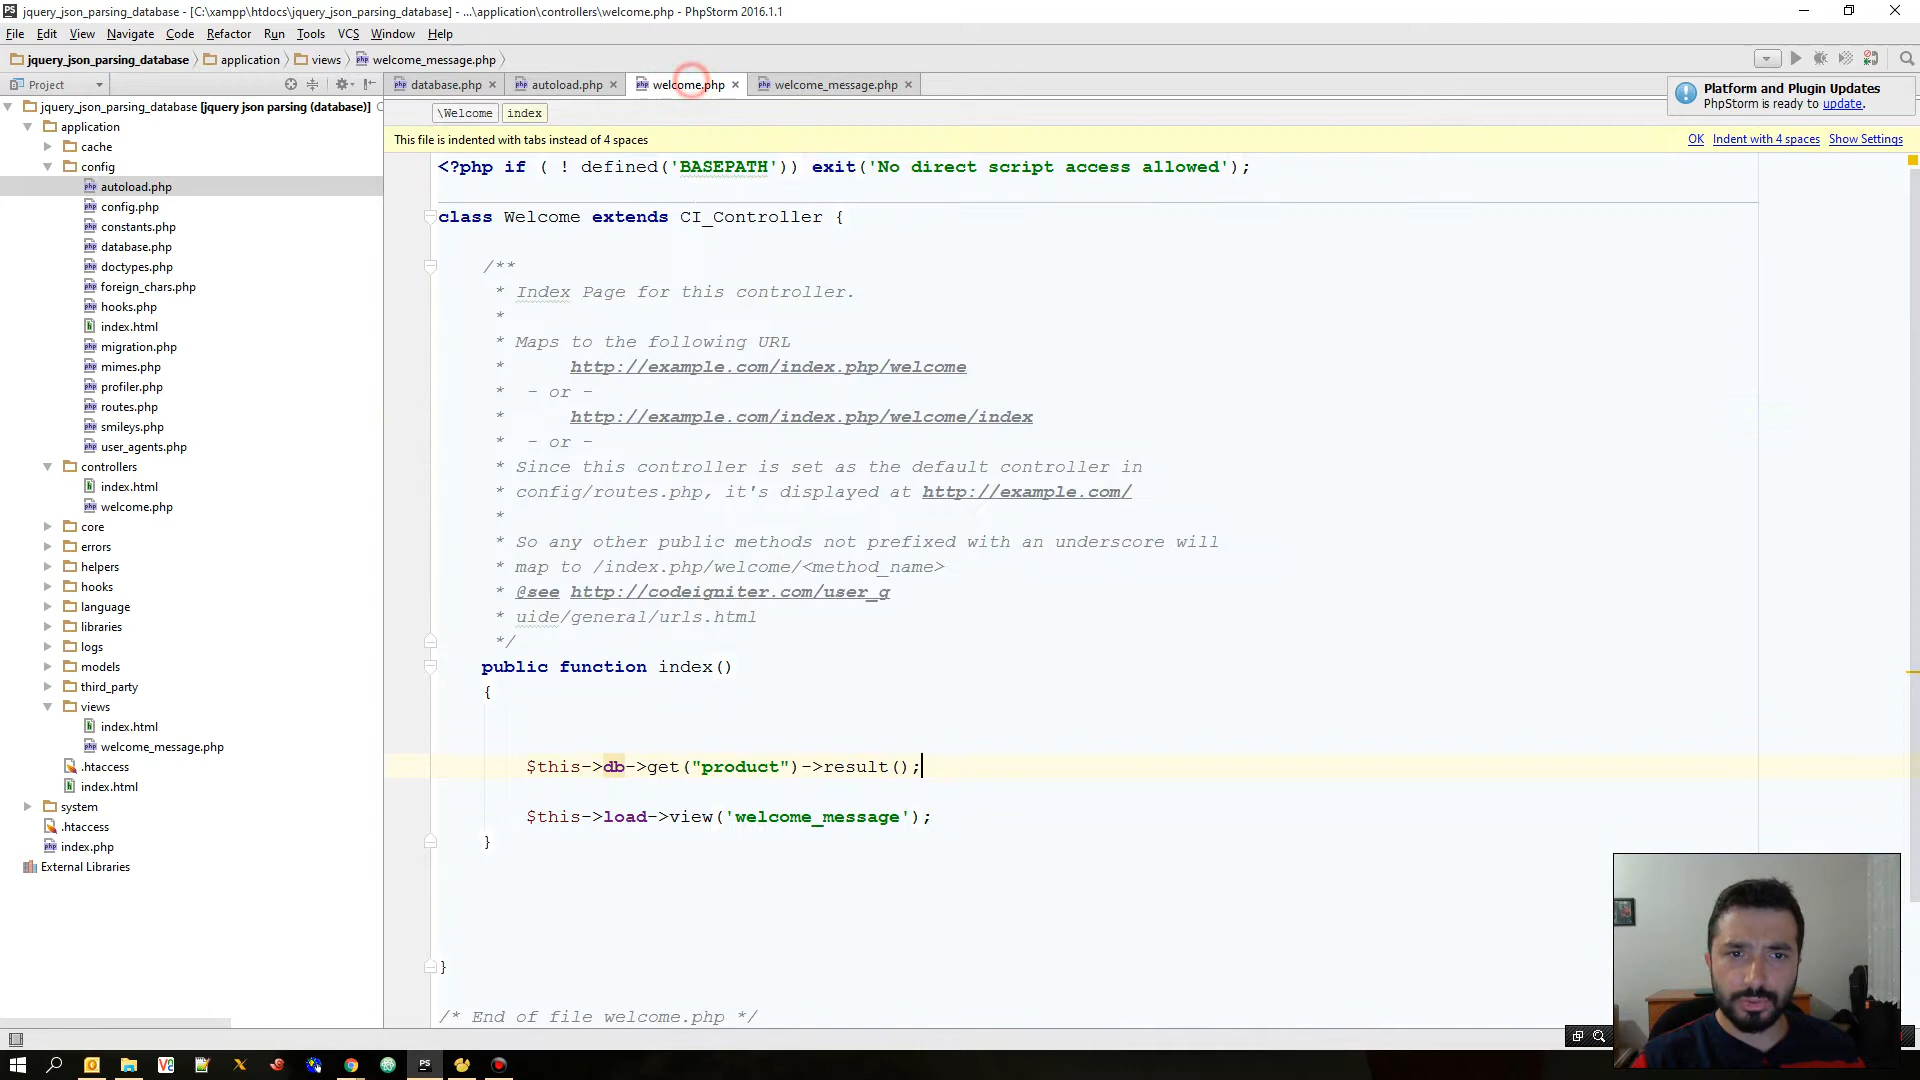 jquery_json_parsing_database - [C:\xampp\htdocs\jquery_json_parsing_database] - ...\application\controllers\welcome.php - PhpStorm 2016.1.1
File Edit View Navigate Code Refactor Run Tools VCS Window Help
jquery_json_parsing_database application views welcome_message.php
Project
database.php autoload.php welcome.php welcome_message.php
Platform and Plugin Updates
PhpStorm is ready to update.
\Welcome index
This file is indented with tabs instead of 4 spaces
OK Indent with 4 spaces Show Settings
jquery_json_parsing_database [jquery json parsing (database)]
application
cache
config
autoload.php
config.php
constants.php
database.php
doctypes.php
foreign_chars.php
hooks.php
index.html
migration.php
mimes.php
profiler.php
routes.php
smileys.php
user_agents.php
controllers
index.html
welcome.php
core
errors
helpers
hooks
language
libraries
logs
models
third_party
views
index.html
welcome_message.php
.htaccess
index.html
system
.htaccess
index.php
External Libraries
<?php if ( ! defined('BASEPATH')) exit('No direct script access allowed');
class Welcome extends CI_Controller {
/**
* Index Page for this controller.
*
* Maps to the following URL
* http://example.com/index.php/welcome
* - or -
* http://example.com/index.php/welcome/index
* - or -
* Since this controller is set as the default controller in
* config/routes.php, it's displayed at http://example.com/
*
* So any other public methods not prefixed with an underscore will
* map to /index.php/welcome/<method_name>
* @see http://codeigniter.com/user_g
* uide/general/urls.html
*/
public function index()
{
$this->db->get("product")->result();
$this->load->view('welcome_message');
}
}
/* End of file welcome.php */